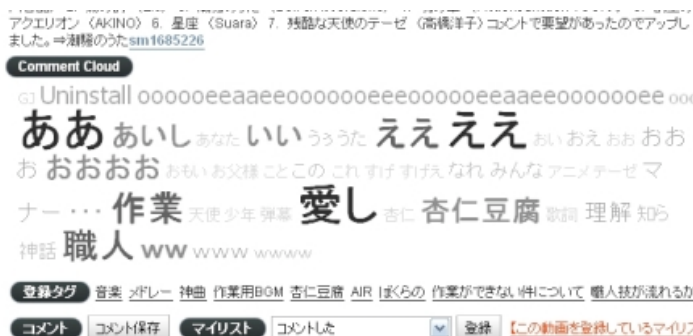 アクエリオン（AKINO）6. 星座（Suara）7. 残酷な天使のテーゼ（高橋洋子）コメントで要望があったのでアップし
ました。⇒潮騒のうたsm1685226
Comment Cloud
GJ Uninstall oooooeeaaeeoooooeeeoooooeeaaeeoooooee
ああ あいし あなた いい うぅ うた ええ えええ おい おえ おお おお
お おおおお おもい お父様 こと この これ すげ すげえ なれ みんな アニメ テーゼ マ
ナー ・・・ 作業 天使 少年 弾幕 愛し 杏仁 杏仁豆腐 歌詞 理解 知ら
神話 職人 ww www wwww
登録タグ 音楽 メドレー 神曲 作業用BGM 杏仁豆腐 AIR ぼくらの 作業ができない件について 職人技が流れる
コメント コメント保存 マイリスト コメントした 登録 【この動画を登録しているマイリ